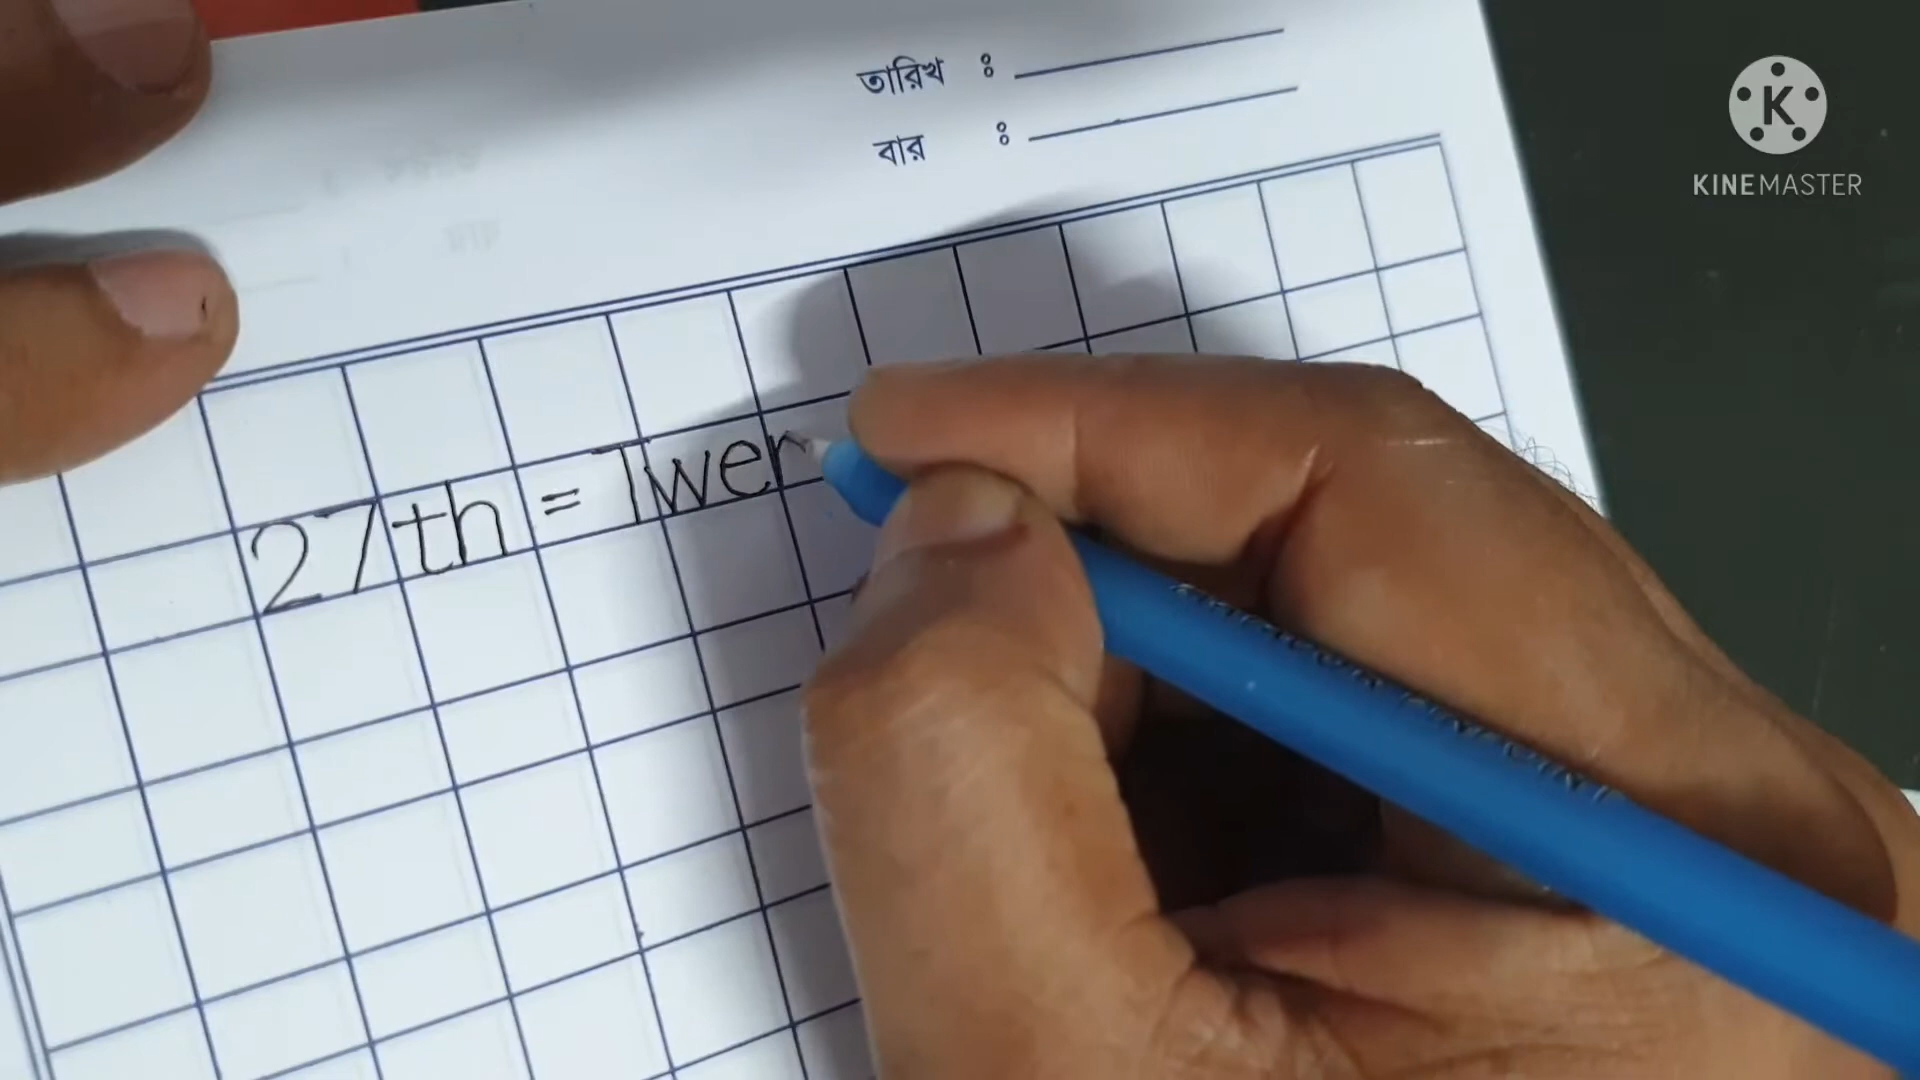 তারিখ :
বার :
KINEMASTER
27th = Twen